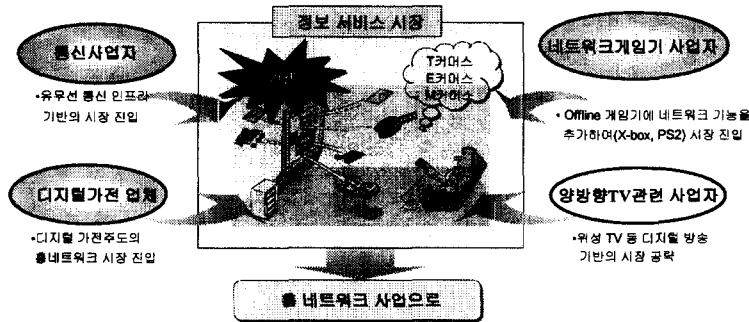 정보 서비스 시장
통신사업자
•유무선 통신 인프라
기반의 시장 진입
T커머스
E커머스
M커머스
네트워크게임기 사업자
• Offline 게임기에 네트워크 기능을
추가하여(X-box, PS2) 시장 진입
디지털가전 업체
•디지털 가전주도의
홈네트워크 시장 진입
양방향TV관련 사업자
•위성 TV 등 디지털 방송
기반의 시장 공략
홈 네트워크 사업으로